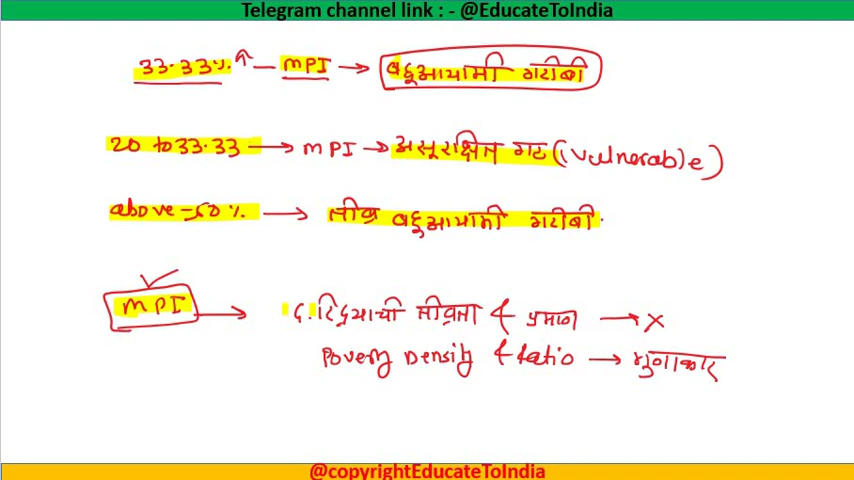 Telegram channel link : - @EducateToIndia
33.33%↑ — MPI → बहुआयामी गरीबी
20 to 33.33 → MPI → असुरक्षित गट (Vulnerable)
above - 50% → तीव्र बहुआयामी गरीबी
MPI → तीव्रता & प्रमाण → X
Poverty Density & Ratio → गुणाकार
@copyrightEducateToIndia